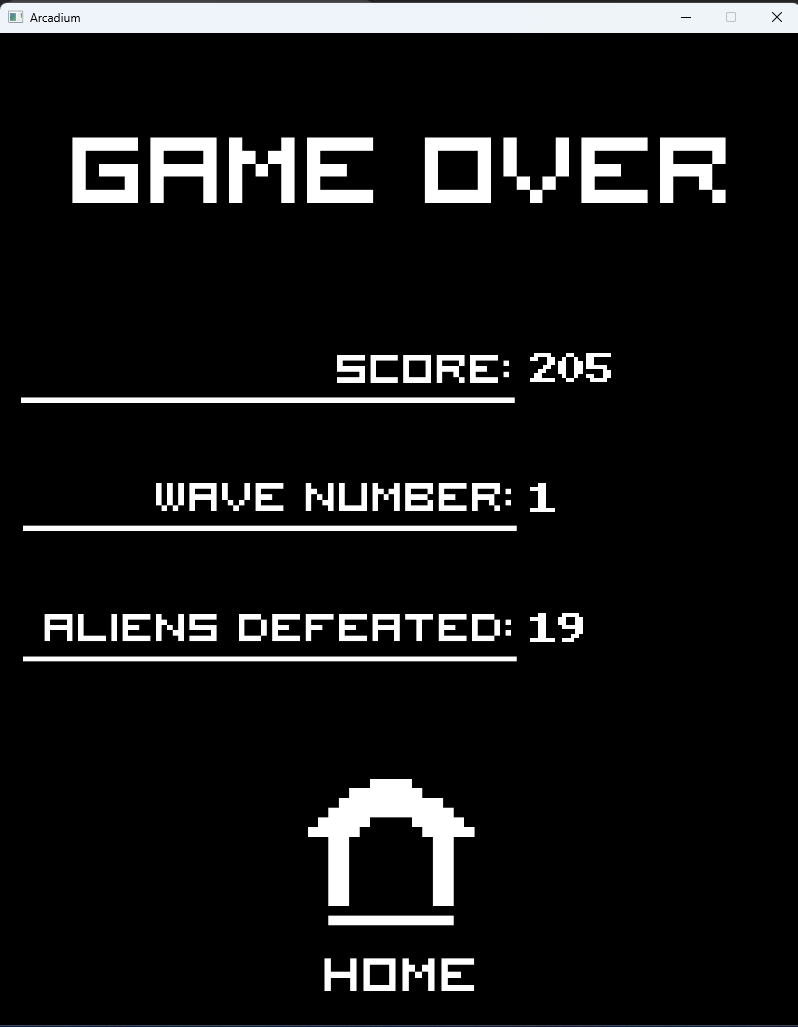 Arcadium
GAME OVER
SCORE: 205
WAVE NUMBER: 1
ALIENS DEFEATED: 19
HOME